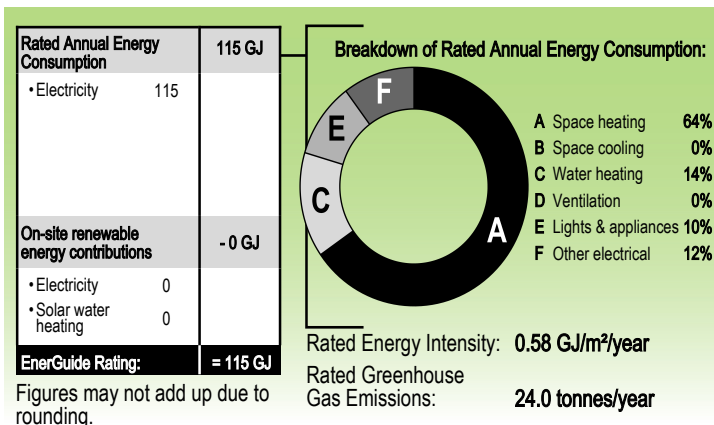 Rated Annual Energy
Consumption
115 GJ
• Electricity 115
On-site renewable
energy contributions
- 0 GJ
• Electricity 0
• Solar water
heating 0
EnerGuide Rating: = 115 GJ
Figures may not add up due to
rounding.
Breakdown of Rated Annual Energy Consumption:
F
E
C
A
A Space heating 64%
B Space cooling 0%
C Water heating 14%
D Ventilation 0%
E Lights & appliances 10%
F Other electrical 12%
Rated Energy Intensity: 0.58 GJ/m²/year
Rated Greenhouse
Gas Emissions: 24.0 tonnes/year